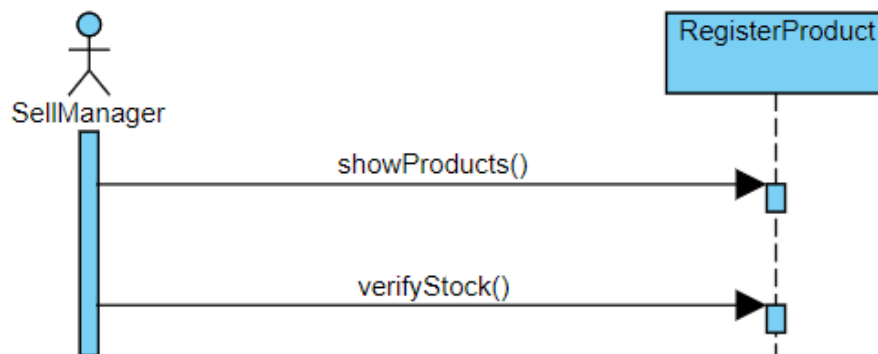 RegisterProduct
SellManager
showProducts()
verifyStock()